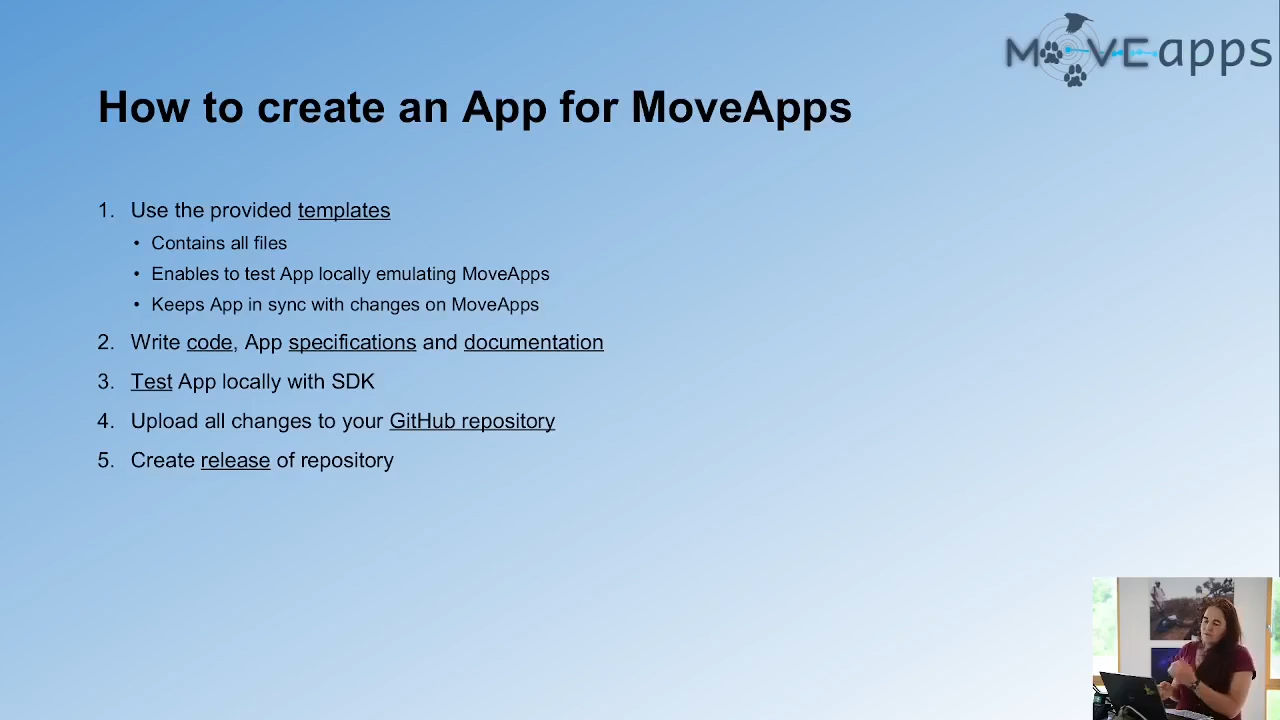 MOVEapps
How to create an App for MoveApps
1. Use the provided templates
• Contains all files
• Enables to test App locally emulating MoveApps
• Keeps App in sync with changes on MoveApps
2. Write code, App specifications and documentation
3. Test App locally with SDK
4. Upload all changes to your GitHub repository
5. Create release of repository